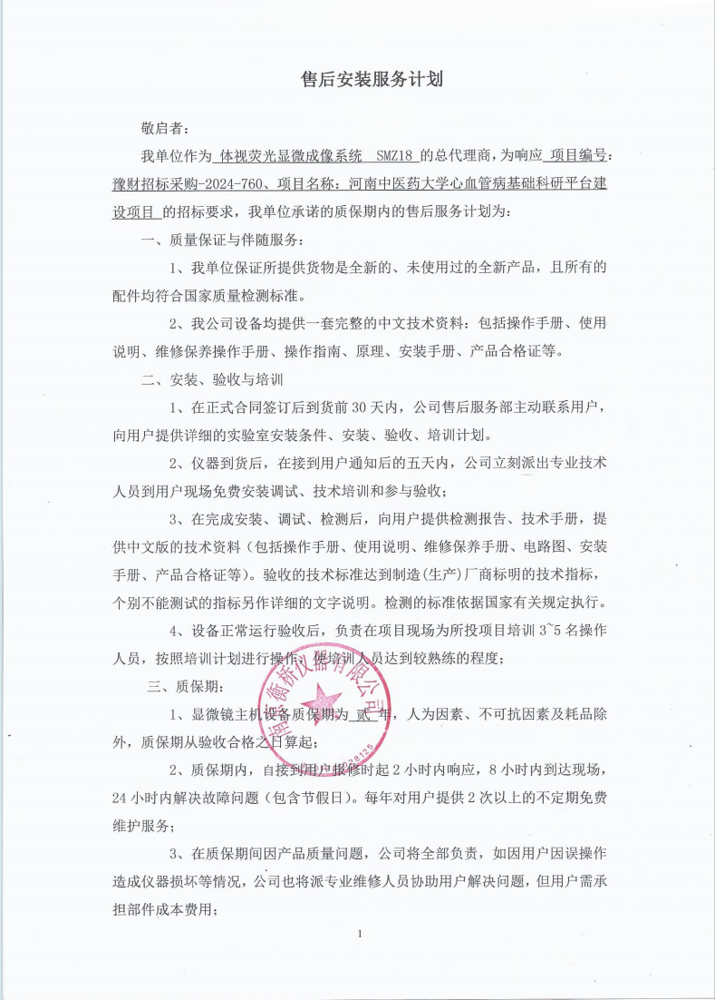 售后安装服务计划
敬启者：
我单位作为 体视荧光显微成像系统 SMZ18 的总代理商，为响应 项目编号：
豫财招标采购-2024-760、项目名称：河南中医药大学心血管病基础科研平台建
设项目 的招标要求，我单位承诺的质保期内的售后服务计划为：
一、质量保证与伴随服务：
1、我单位保证所提供货物是全新的、未使用过的全新产品，且所有的
配件均符合国家质量检测标准。
2、我公司设备均提供一套完整的中文技术资料：包括操作手册、使用
说明、维修保养操作手册、操作指南、原理、安装手册、产品合格证等。
二、安装、验收与培训
1、在正式合同签订后到货前 30 天内，公司售后服务部主动联系用户，
向用户提供详细的实验室安装条件、安装、验收、培训计划。
2、仪器到货后，在接到用户通知后的五天内，公司立刻派出专业技术
人员到用户现场免费安装调试、技术培训和参与验收；
3、在完成安装、调试、检测后，向用户提供检测报告、技术手册，提
供中文版的技术资料（包括操作手册、使用说明、维修保养手册、电路图、安装
手册、产品合格证等）。验收的技术标准达到制造(生产)厂商标明的技术指标，
个别不能测试的指标另作详细的文字说明。检测的标准依据国家有关规定执行。
4、设备正常运行验收后，负责在项目现场为所投项目培训 3~5 名操作
人员，按照培训计划进行操作，使培训人员达到较熟练的程度；
三、质保期：
1、显微镜主机设备质保期为 贰 年，人为因素、不可抗因素及耗品除
外，质保期从验收合格之日算起；
2、质保期内，自接到用户报修时起 2 小时内响应，8 小时内到达现场，
24 小时内解决故障问题（包含节假日）。每年对用户提供 2 次以上的不定期免费
维护服务；
3、在质保期间因产品质量问题，公司将全部负责，如因用户因误操作
造成仪器损坏等情况，公司也将派专业维修人员协助用户解决问题，但用户需承
担部件成本费用；
南京衡桥仪器有限公司
1